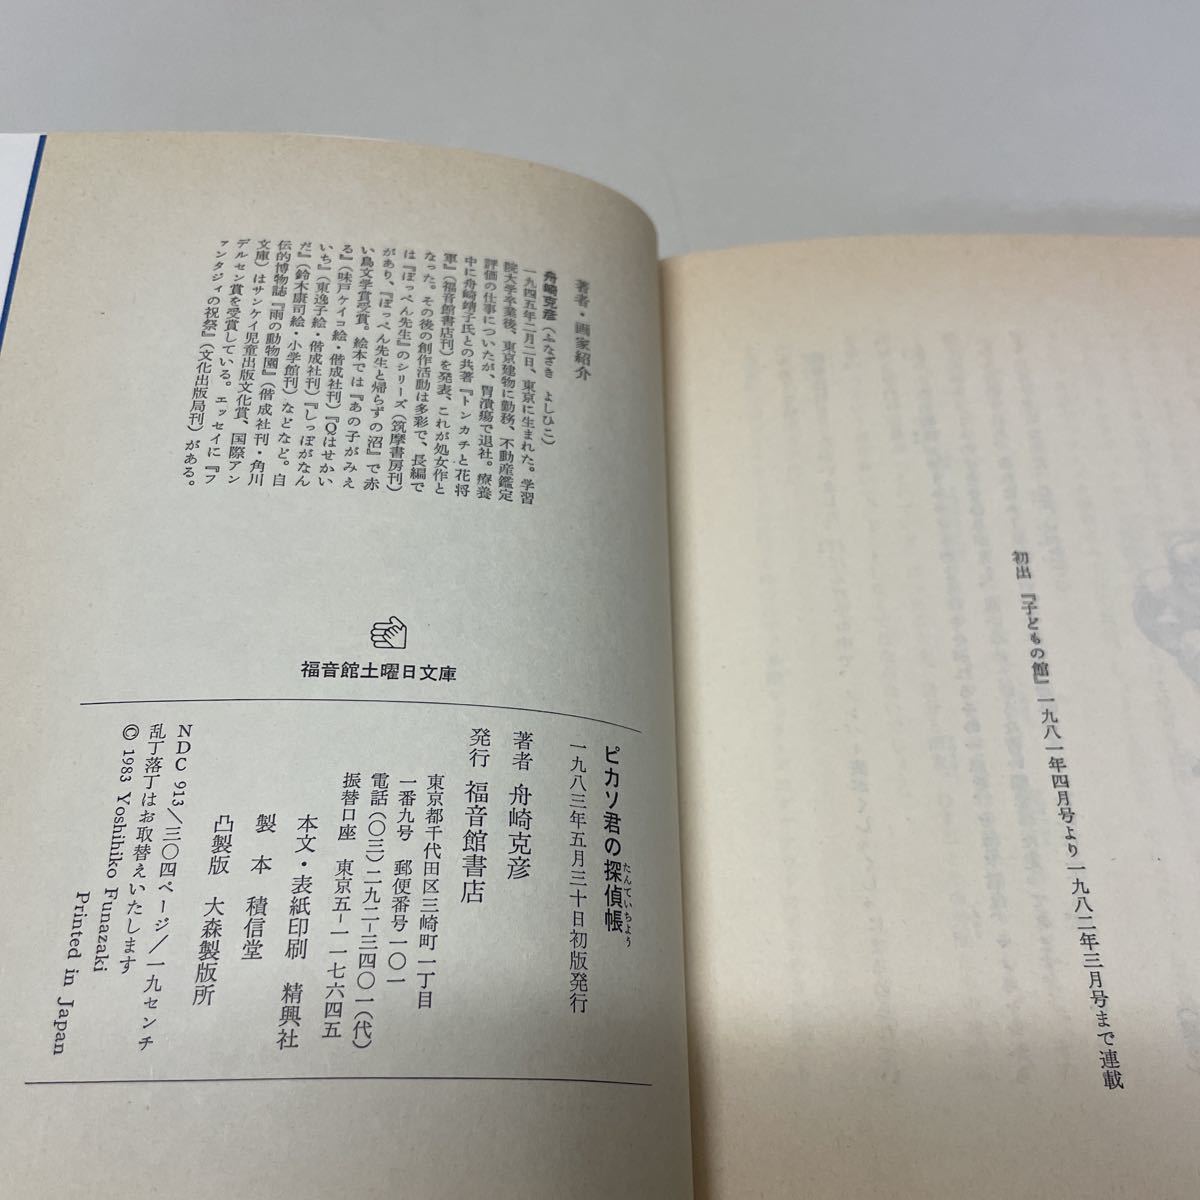 初出 『子どもの館』一九八一年四月号より一九八二年三月号まで連載
著者・画家紹介
舟崎克彦（ふなざき よしひこ）
一九四五年二月二日、東京に生まれた。学習
院大学卒業後、東京建物に勤務、不動産鑑定
評価の仕事についたが、胃潰瘍で退社。療養
中に舟崎靖子氏との共著『トンカチと花将
軍』（福音館書店刊）を発表、これが処女作と
なった。その後の創作活動は多彩で、長編で
は『ぽっぺん先生』のシリーズ（筑摩書房刊）
があり、『ぽっぺん先生と帰らずの沼』で赤
い鳥文学賞受賞。絵本では『あの子がみえ
る』（味戸ケイコ絵・偕成社刊）『Qはせかい
いち』（東逸子絵・偕成社刊）『しっぽがなん
だ』（鈴木康司絵・小学館刊）などなど。自
伝的博物誌『雨の動物園』（偕成社刊・角川
文庫）はサンケイ児童出版文化賞、国際アン
デルセン賞を受賞している。エッセイに『フ
ァンタジィの祝祭』（文化出版局刊）がある。
福音館土曜日文庫
ピカソ君の探偵帳
たんていちょう
一九八三年五月三十日初版発行
著者 舟崎克彦
発行 福音館書店
東京都千代田区三崎町一丁目
一番九号 郵便番号一〇一
電話（〇三）二九二-三四〇一（代）
振替口座 東京五-一一七六四五
本文・表紙印刷 精興社
製本 積信堂
凸製版 大森製版所
NDC 913／三〇四ページ／一九センチ
乱丁落丁はお取替えいたします
© 1983 Yoshihiko Funazaki
Printed in Japan